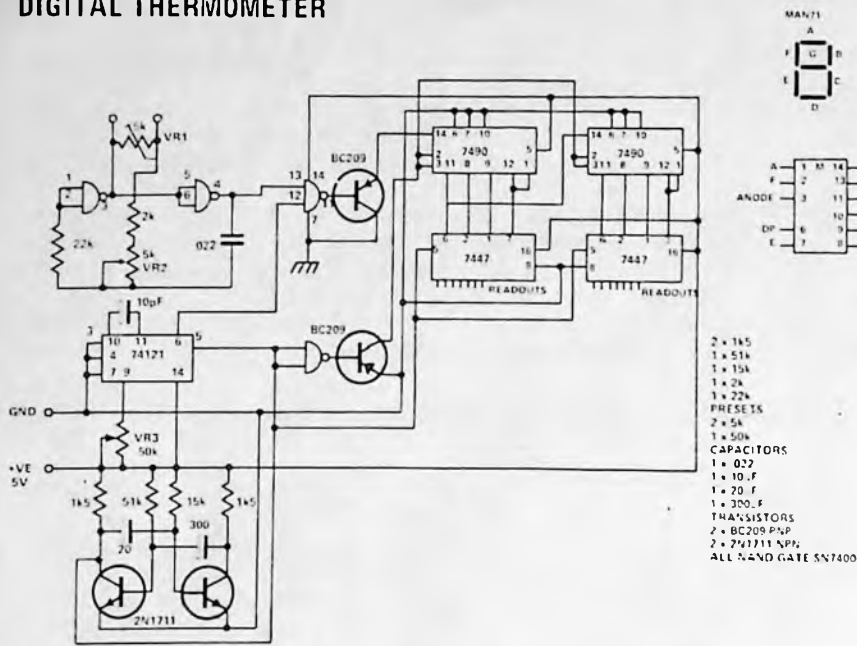 DIGITAL THERMOMETER
MAN71
A
F
G
B
E
C
D
5k
VR1
1
2
3
5
6
4
13
14
12
7
BC209
2k
22k
5k
VR2
022
14 6 7 10
7490
2
3 11 8 9 12 1
5
14 6 7 10
7490
2
3 11 8 9 12 1
5
6 2 1 7
7447
16
8
READOUTS
6 2 1 7
5
7447
16
8
READOUTS
A 1 M 14
F 2 13
ANODE 3 11
10
DP 6 9
E 7 8
10pF
3
10 11 6 5
4 74121
7 9 14
BC209
GND
VR3
50k
+VE
5V
1k5
51k
15k
1k5
20
300
2N1711
2 x 1k5
1 x 51k
1 x 15k
1 x 2k
1 x 22k
PRESETS
2 x 5k
1 x 50k
CAPACITORS
1 x 022
1 x 10 F
1 x 20 F
1 x 300 F
TRANSISTORS
2 x BC209 PNP
2 x 2N1711 NPN
ALL NAND GATE SN7400